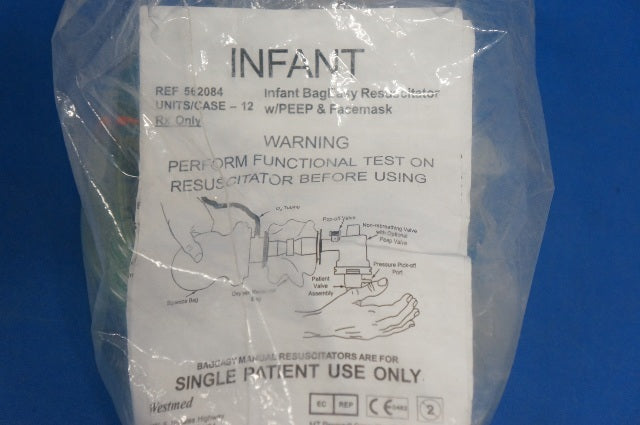 INFANT
REF 562084
UNITS/CASE – 12
Rx Only
Infant BagEasy Resuscitator
w/PEEP & Facemask
WARNING
PERFORM FUNCTIONAL TEST ON
RESUSCITATOR BEFORE USING
O₂ Tubing
Pop-off Valve
Non-rebreathing Valve
with Optional
Peep Valve
Pressure Pick-off
Port
Patient
Valve
Assembly
Squeeze Bag
Oxygen Reservoir
Bag
BAGEASY MANUAL RESUSCITATORS ARE FOR
SINGLE PATIENT USE ONLY
Westmed
EC REP
CE 0482
2
Highway